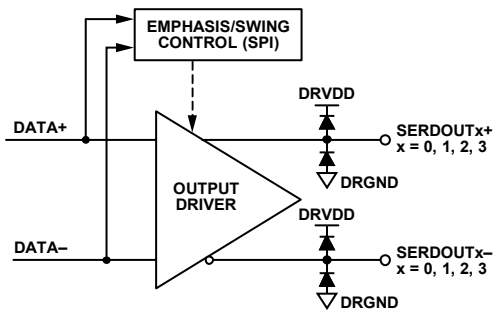 EMPHASIS/SWING
CONTROL (SPI)
DRVDD
DATA+
SERDOUTx+
x = 0, 1, 2, 3
DRGND
OUTPUT
DRIVER
DRVDD
DATA–
SERDOUTx–
x = 0, 1, 2, 3
DRGND